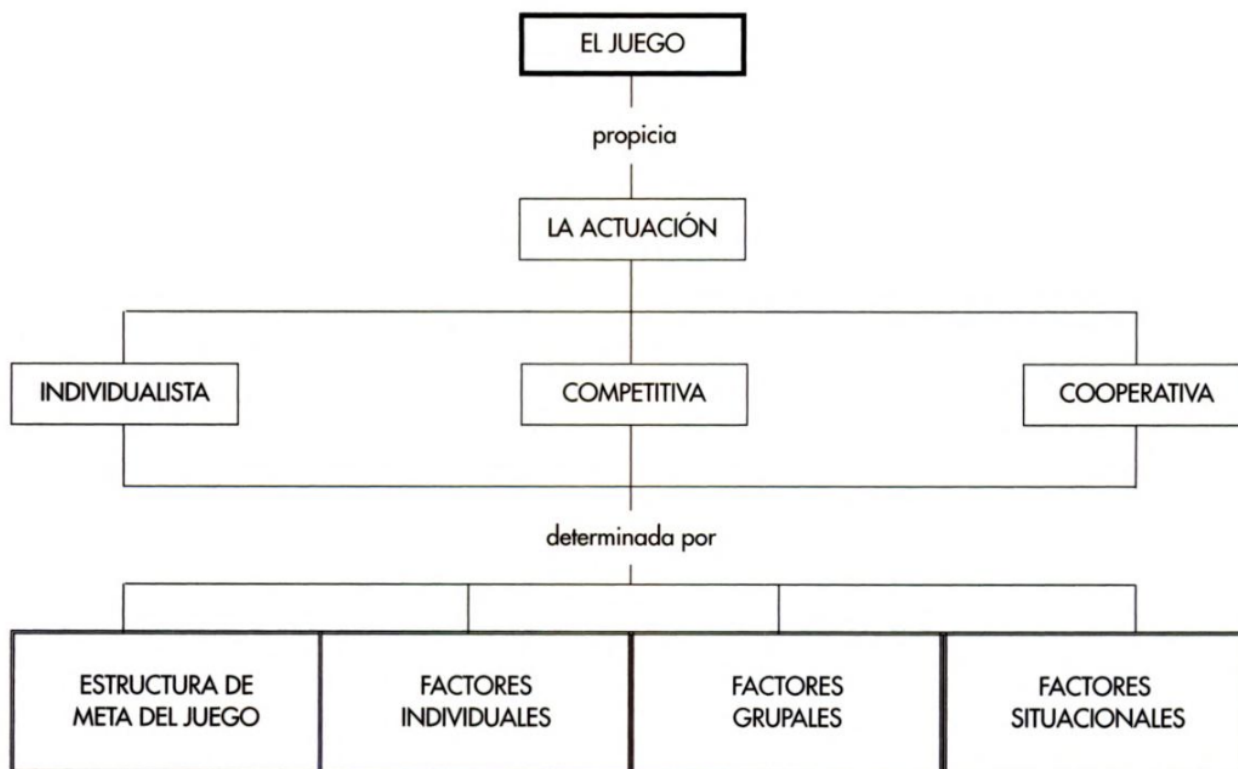 EL JUEGO
propicia
LA ACTUACIÓN
INDIVIDUALISTA
COMPETITIVA
COOPERATIVA
determinada por
ESTRUCTURA DE
META DEL JUEGO
FACTORES
INDIVIDUALES
FACTORES
GRUPALES
FACTORES
SITUACIONALES